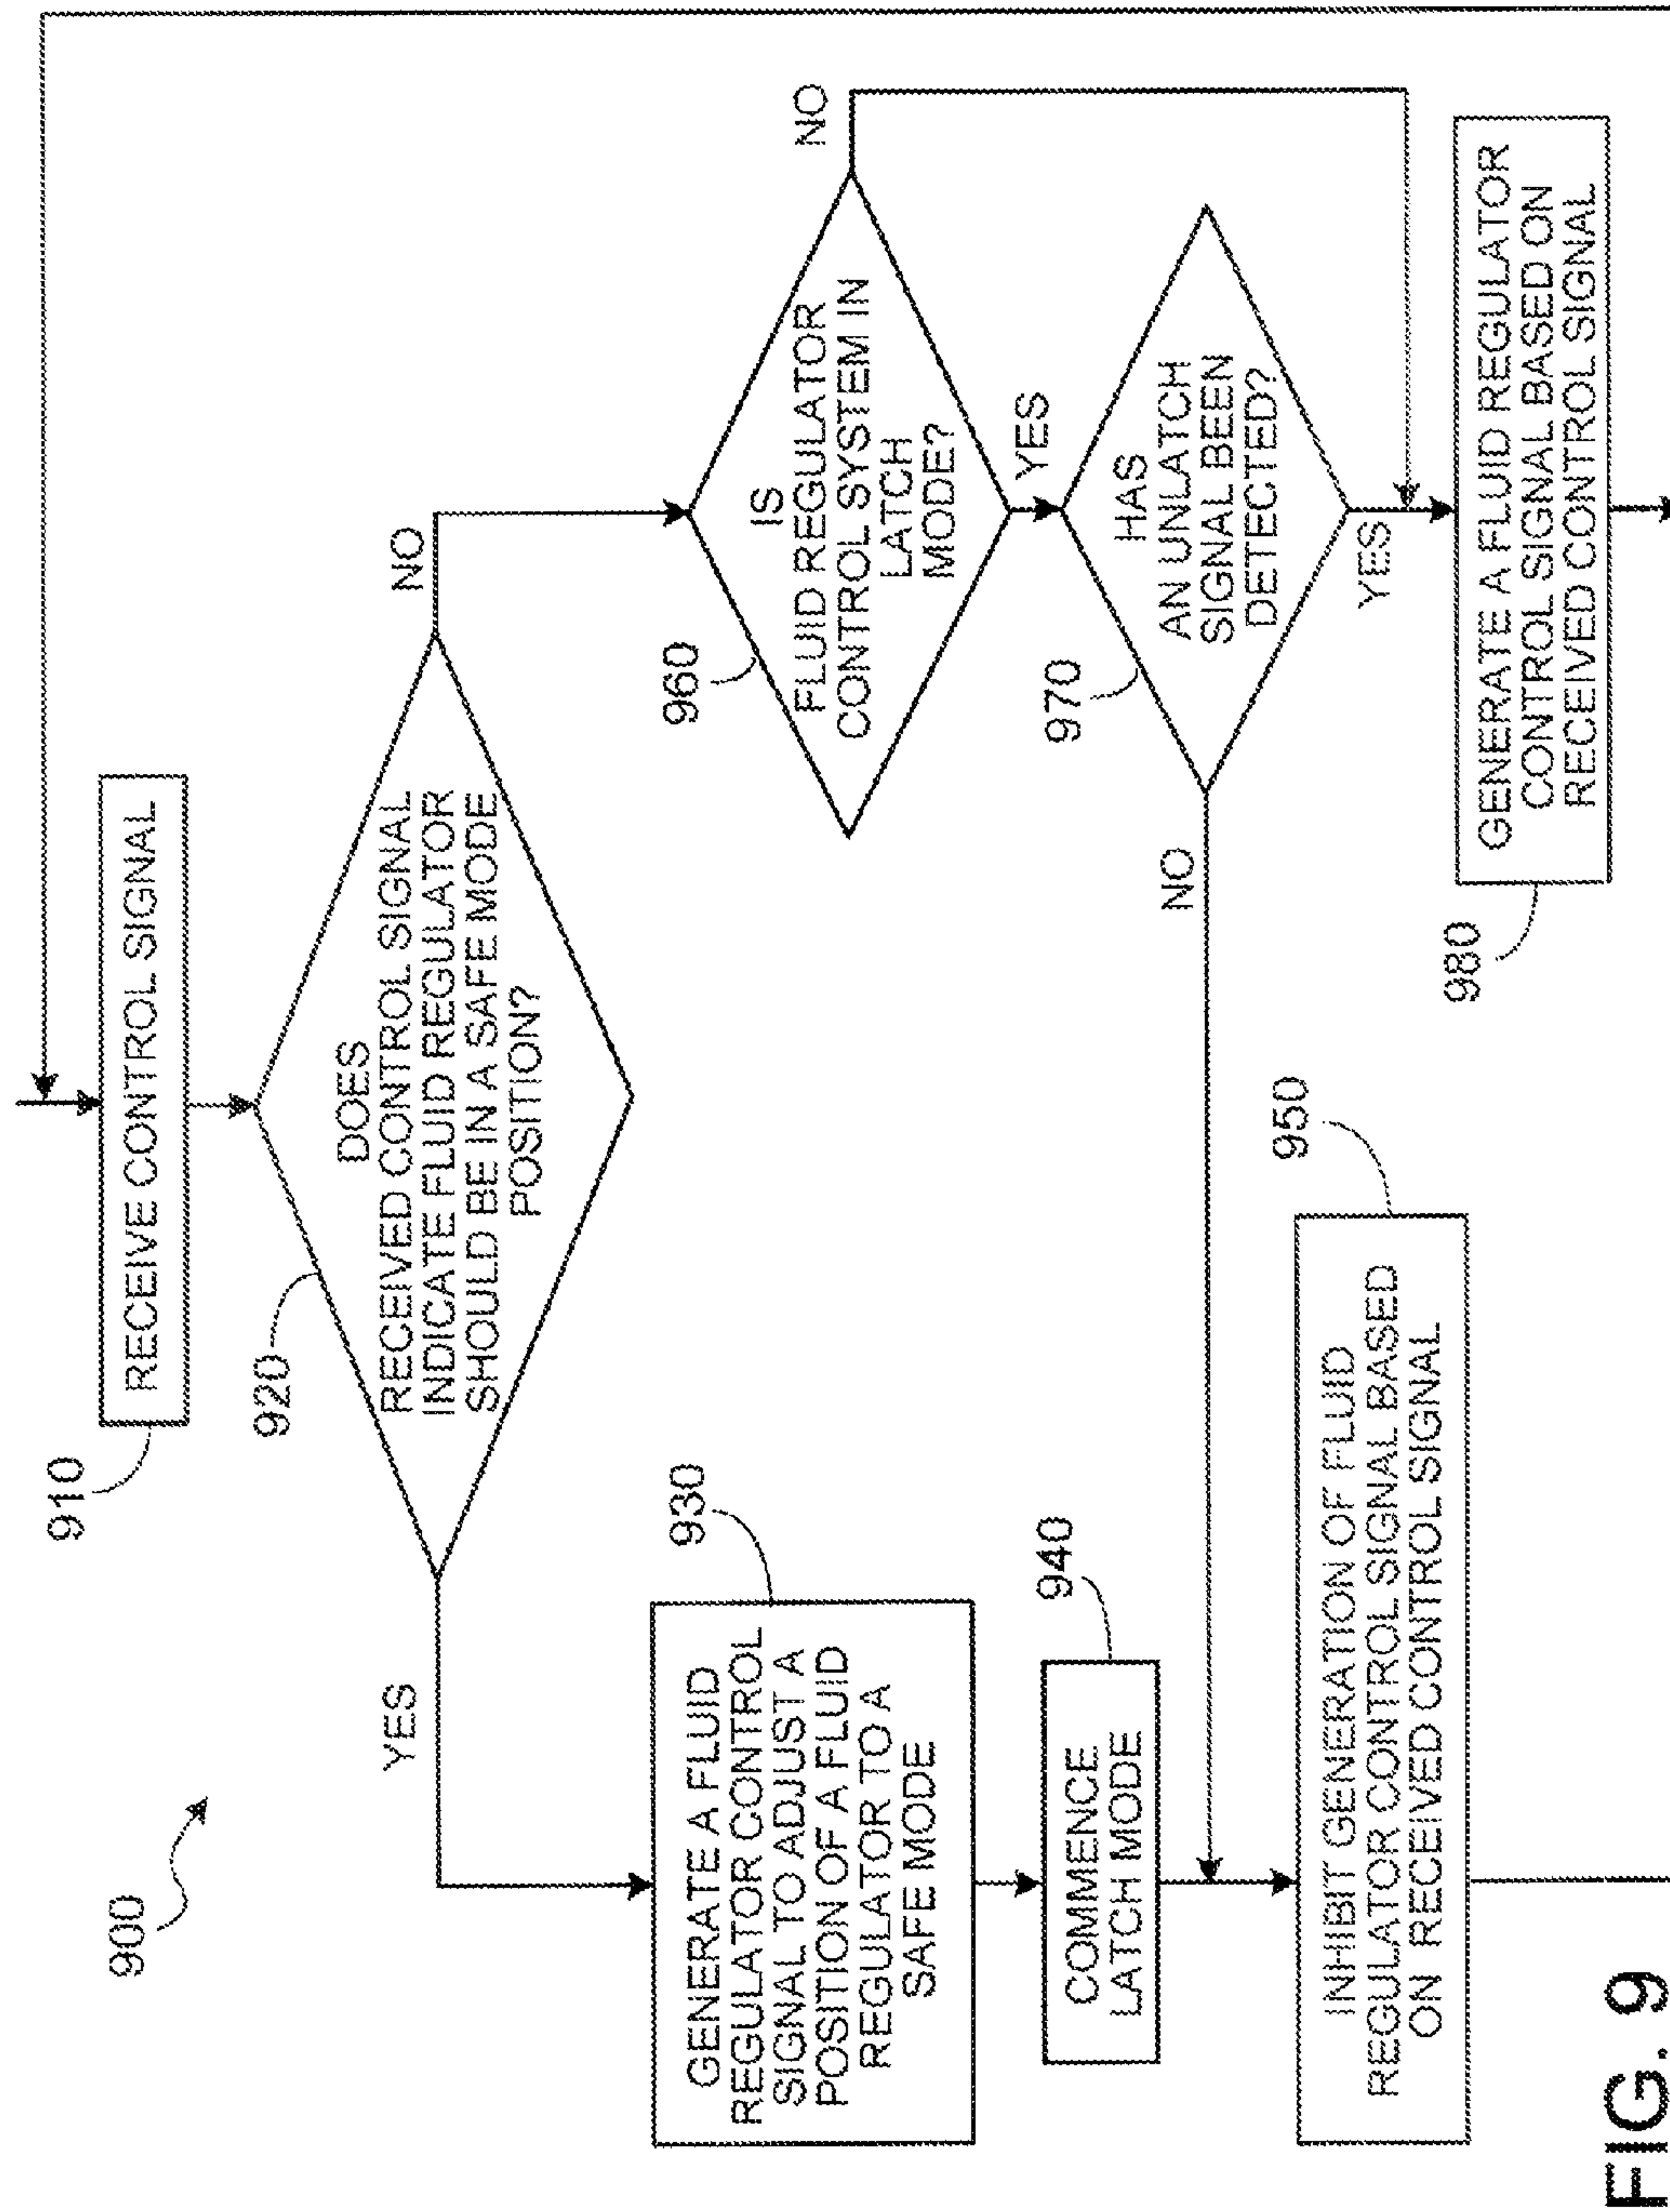 900
910
RECEIVE CONTROL SIGNAL
920
DOES
RECEIVED CONTROL SIGNAL
INDICATE FLUID REGULATOR
SHOULD BE IN A SAFE MODE
POSITION?
YES
NO
930
GENERATE A FLUID
REGULATOR CONTROL
SIGNAL TO ADJUST A
POSITION OF A FLUID
REGULATOR TO A
SAFE MODE
940
COMMENCE
LATCH MODE
950
INHIBIT GENERATION OF FLUID
REGULATOR CONTROL SIGNAL BASED
ON RECEIVED CONTROL SIGNAL
960
IS
FLUID REGULATOR
CONTROL SYSTEM IN
LATCH
MODE?
NO
YES
970
HAS
AN UNLATCH
SIGNAL BEEN
DETECTED?
NO
YES
980
GENERATE A FLUID REGULATOR
CONTROL SIGNAL BASED ON
RECEIVED CONTROL SIGNAL
FIG. 9